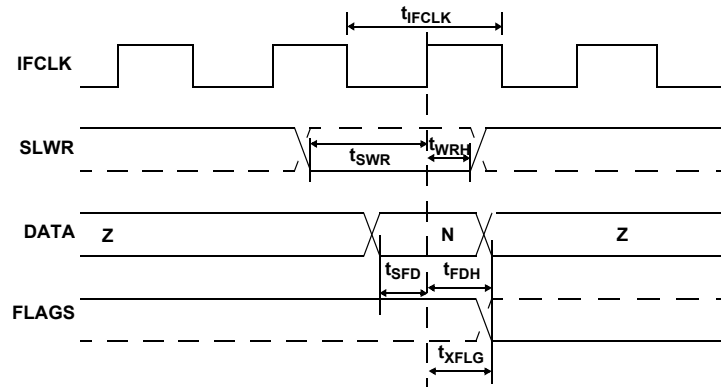 tIFCLK
IFCLK
SLWR
tSWR
tWRH
DATA
Z
N
Z
tSFD
tFDH
FLAGS
tXFLG